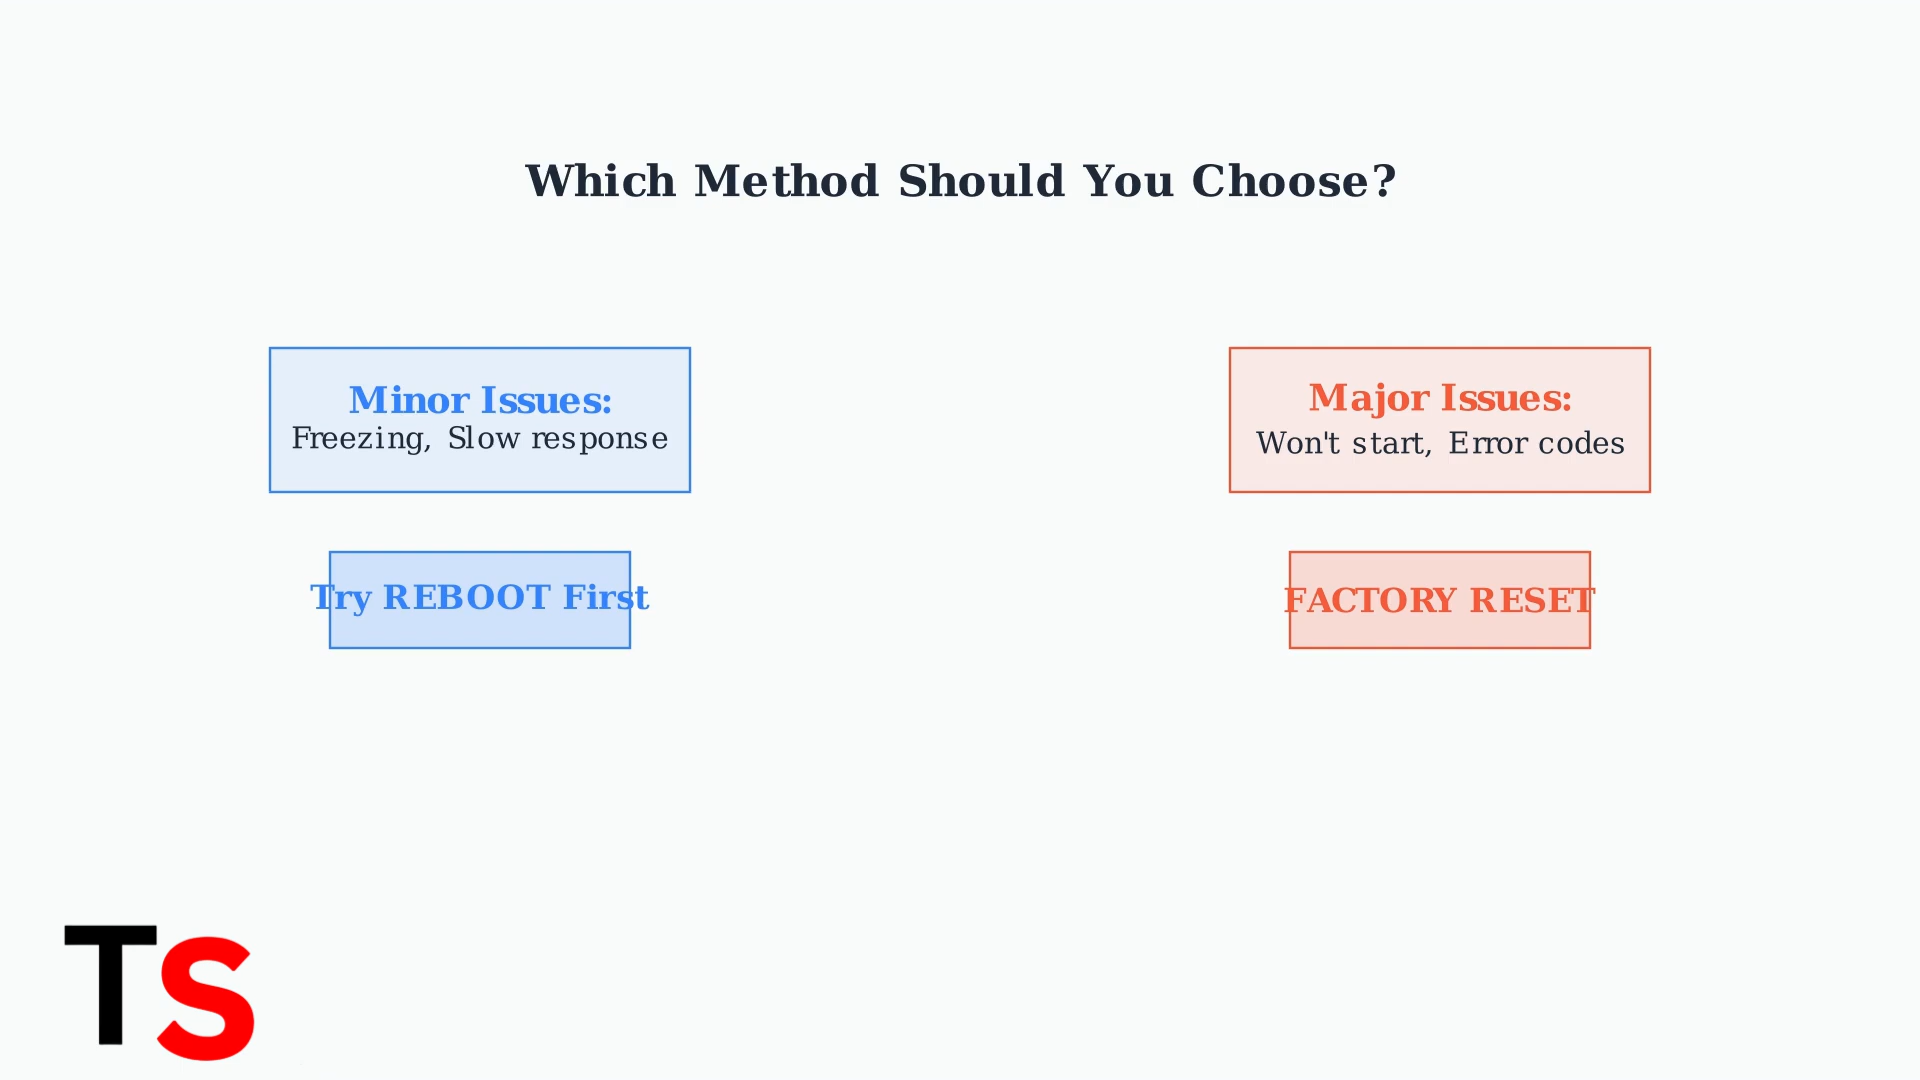 Which Method Should You Choose?
Minor Issues:
Freezing, Slow response
Try REBOOT First
Major Issues:
Won't start, Error codes
FACTORY RESET
TS